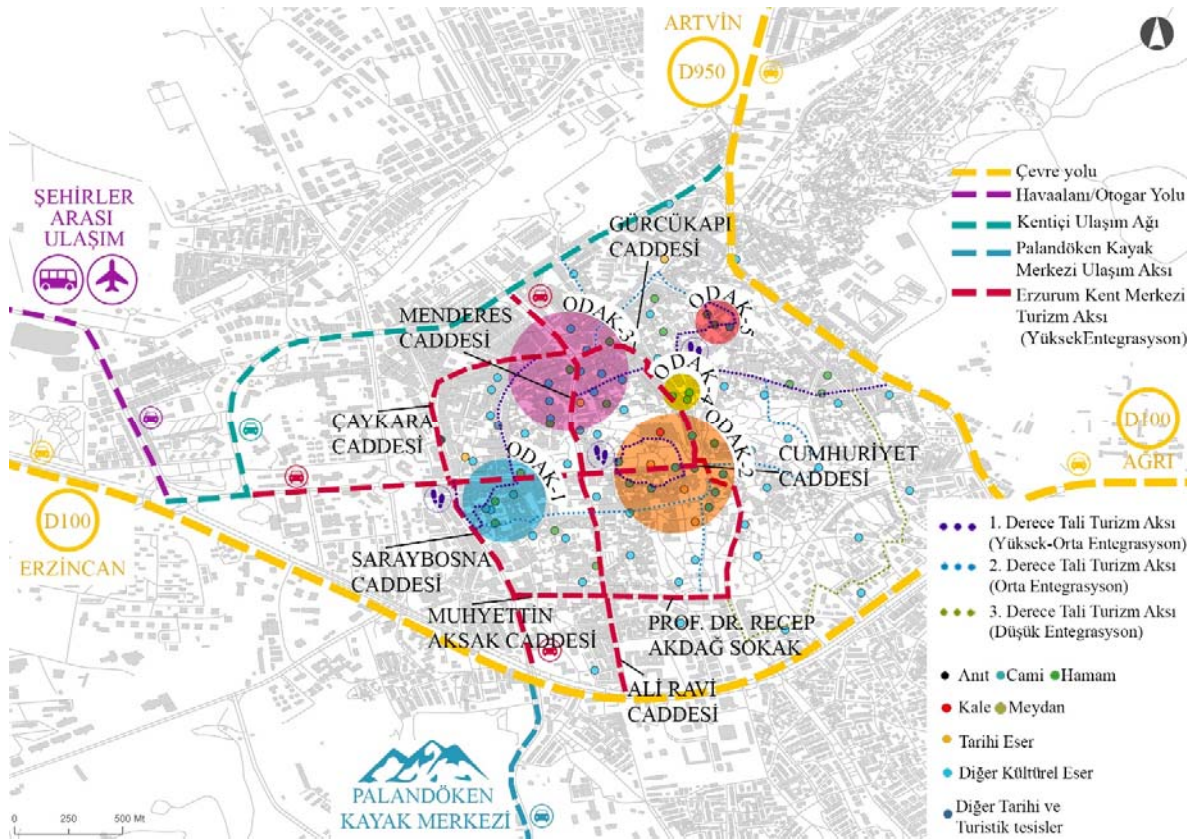 ARTVİN
D950
ŞEHİRLER
ARASI
ULAŞIM
GÜRCÜKAPI
CADDESİ
MENDERES
CADDESİ
ODAK-3
ODAK-5
ODAK-4
ODAK-2
ODAK-1
ÇAYKARA
CADDESİ
CUMHURİYET
CADDESİ
D100
AĞRI
D100
ERZİNCAN
SARAYBOSNA
CADDESİ
MUHYETTİN
AKSAK CADDESİ
PROF. DR. RECEP
AKDAĞ SOKAK
ALİ RAVİ
CADDESİ
PALANDÖKEN
KAYAK MERKEZİ
0 250 500 Mt
Çevre yolu
Havaalanı/Otogar Yolu
Kentiçi Ulaşım Ağı
Palandöken Kayak
Merkezi Ulaşım Aksı
Erzurum Kent Merkezi
Turizm Aksı
(YüksekEntegrasyon)
1. Derece Tali Turizm Aksı
(Yüksek-Orta Entegrasyon)
2. Derece Tali Turizm Aksı
(Orta Entegrasyon)
3. Derece Tali Turizm Aksı
(Düşük Entegrasyon)
Anıt Cami Hamam
Kale Meydan
Tarihi Eser
Diğer Kültürel Eser
Diğer Tarihi ve
Turistik tesisler